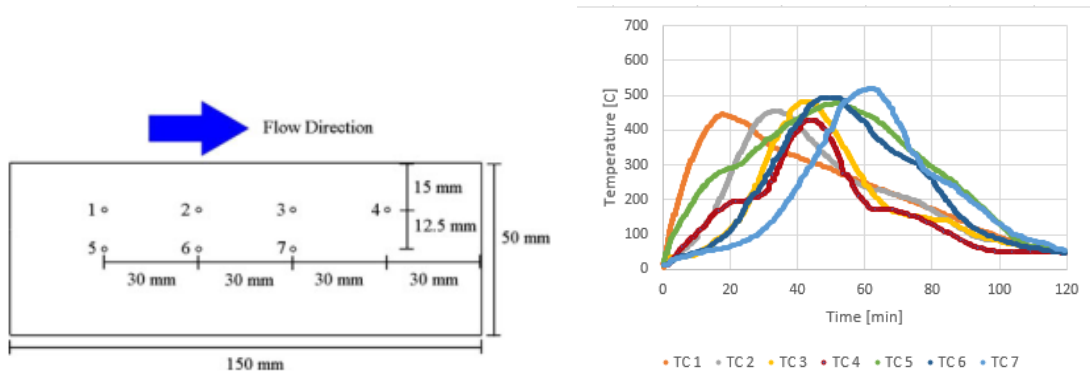 Flow Direction
15 mm
1 2 3 4
12.5 mm
50 mm
5 6 7
30 mm 30 mm 30 mm 30 mm
150 mm
700
600
500
400
300
200
100
0
Temperature [C]
0 20 40 60 80 100 120
Time [min]
TC 1 TC 2 TC 3 TC 4 TC 5 TC 6 TC 7